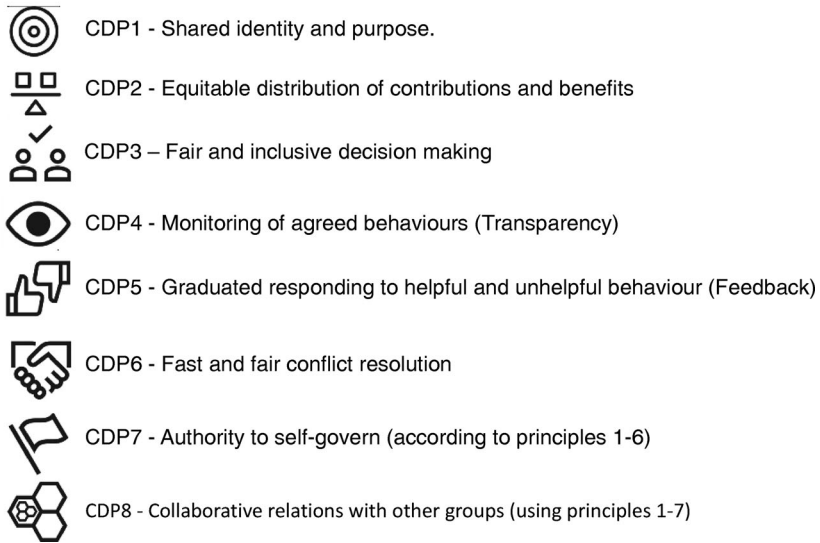 CDP1 - Shared identity and purpose.
CDP2 - Equitable distribution of contributions and benefits
CDP3 – Fair and inclusive decision making
CDP4 - Monitoring of agreed behaviours (Transparency)
CDP5 - Graduated responding to helpful and unhelpful behaviour (Feedback)
CDP6 - Fast and fair conflict resolution
CDP7 - Authority to self-govern (according to principles 1-6)
CDP8 - Collaborative relations with other groups (using principles 1-7)